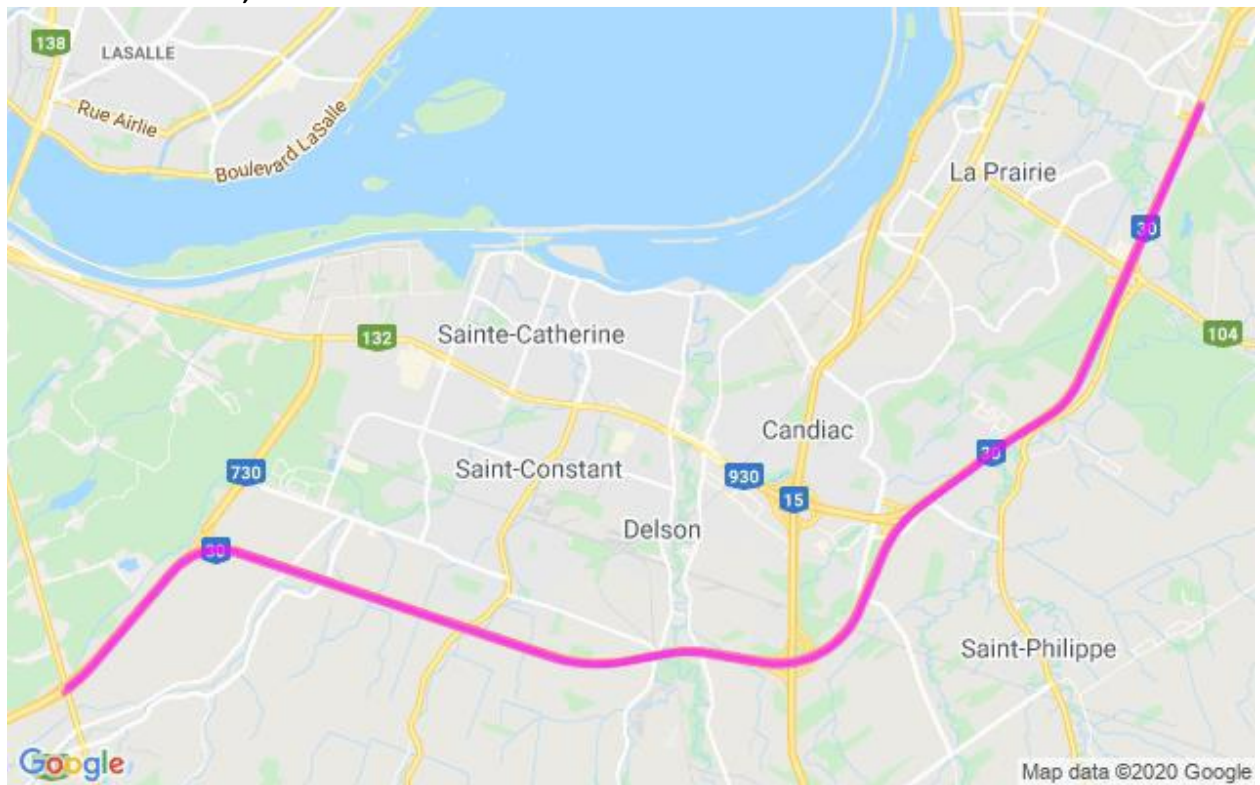 138
LASALLE
Rue Airlie
Boulevard LaSalle
La Prairie
30
132
Sainte-Catherine
104
Candiac
30
730
Saint-Constant
930
15
Delson
30
Saint-Philippe
Google
Map data ©2020 Google